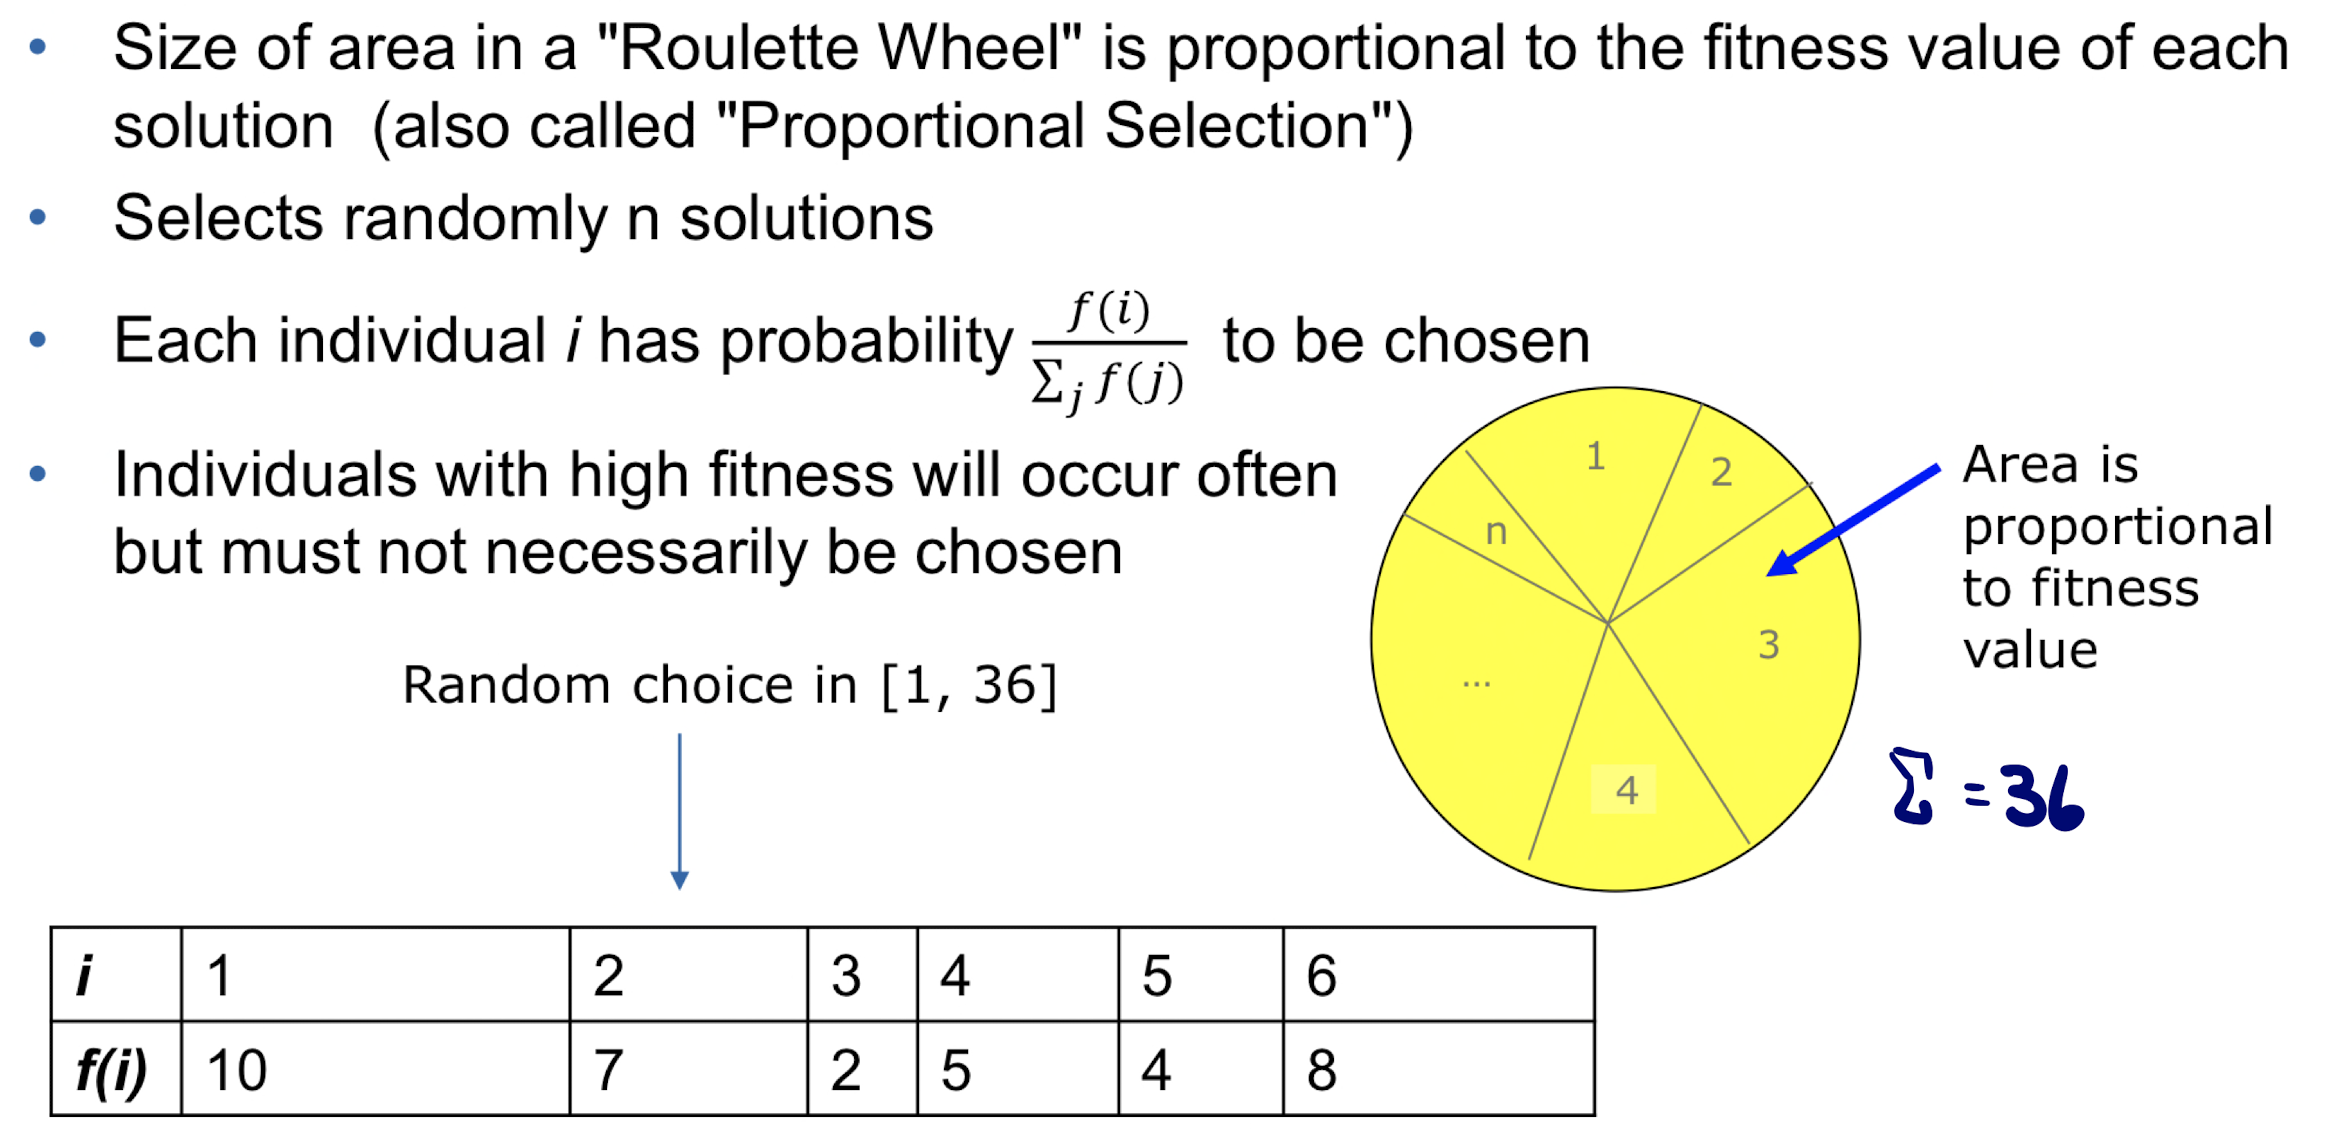 • Size of area in a "Roulette Wheel" is proportional to the fitness value of each
solution (also called "Proportional Selection")
• Selects randomly n solutions
• Each individual i has probability f(i) / ∑j f(j) to be chosen
• Individuals with high fitness will occur often
but must not necessarily be chosen
1
2
n
3
...
4
Area is
proportional
to fitness
value
Random choice in [1, 36]
Σ = 36
i 1 2 3 4 5 6
f(i) 10 7 2 5 4 8